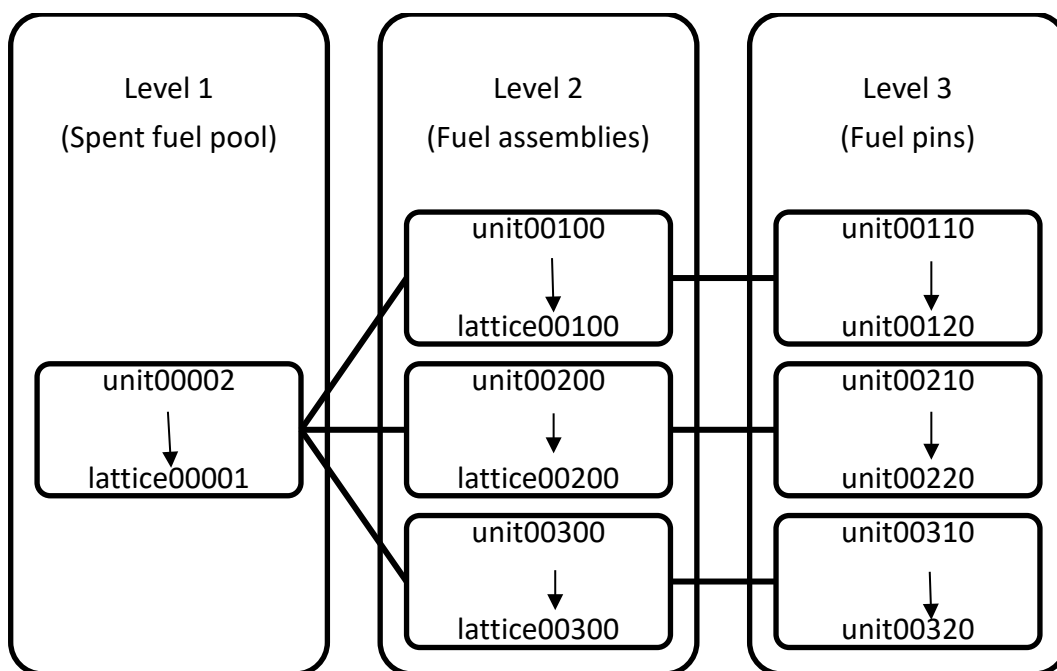 Level 1
(Spent fuel pool)
unit00002
lattice00001
Level 2
(Fuel assemblies)
unit00100
lattice00100
unit00200
lattice00200
unit00300
lattice00300
Level 3
(Fuel pins)
unit00110
unit00120
unit00210
unit00220
unit00310
unit00320